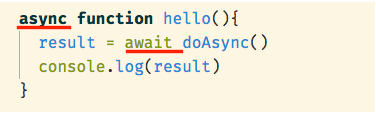 async function hello(){
  result = await doAsync()
  console.log(result)
}